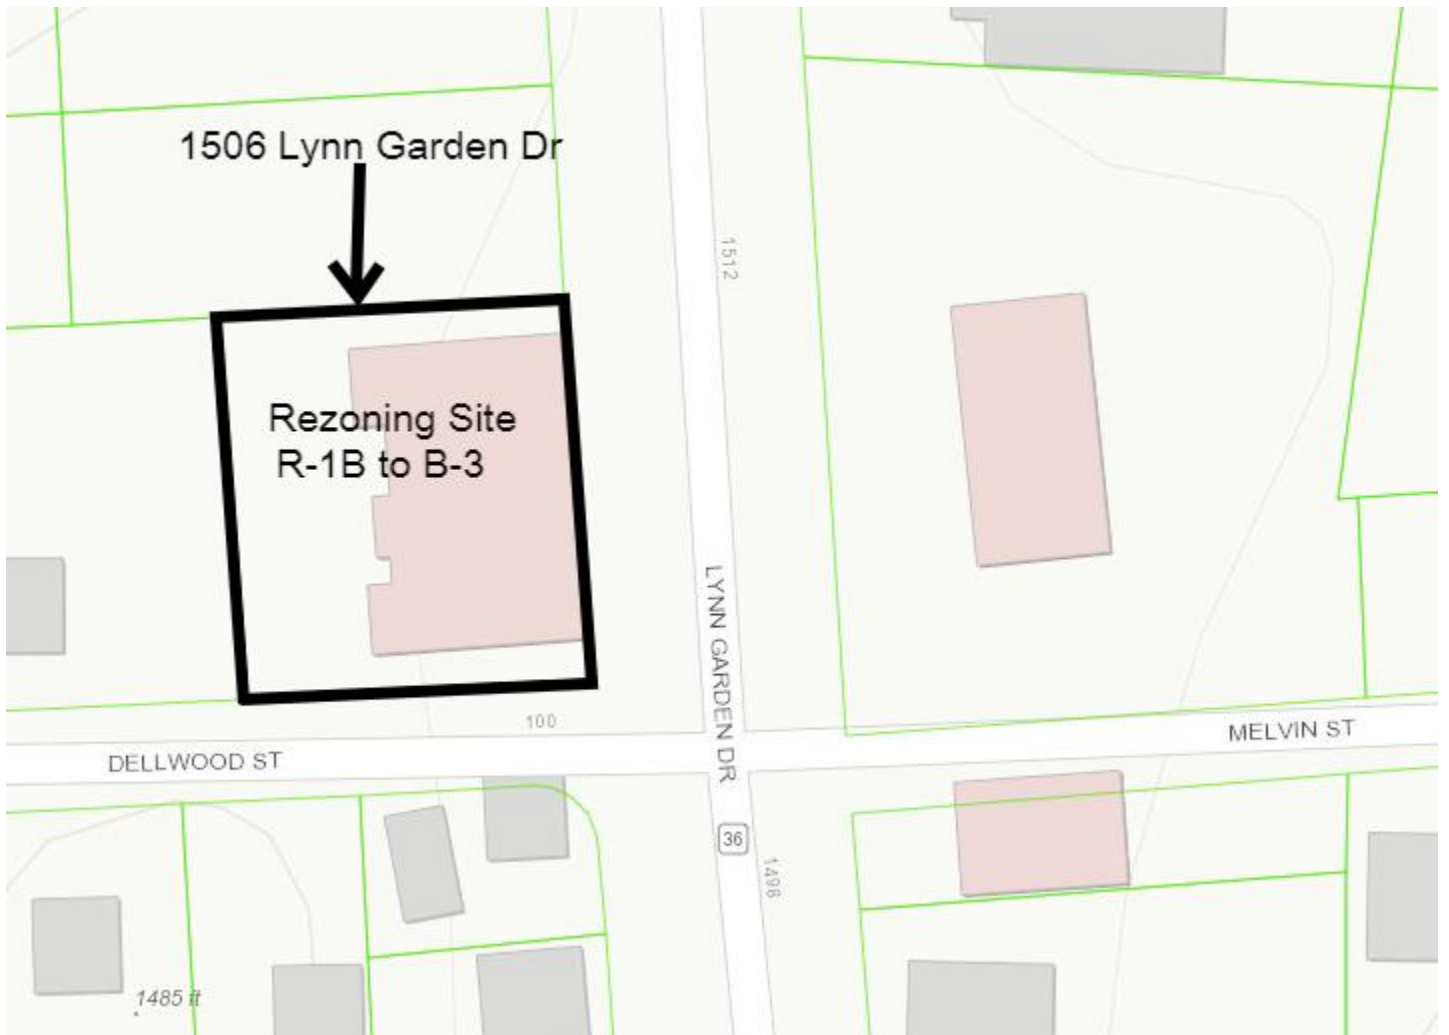 1506 Lynn Garden Dr
1512
Rezoning Site
R-1B to B-3
LYNN GARDEN DR
100
MELVIN ST
DELLWOOD ST
36
1498
1485 ft